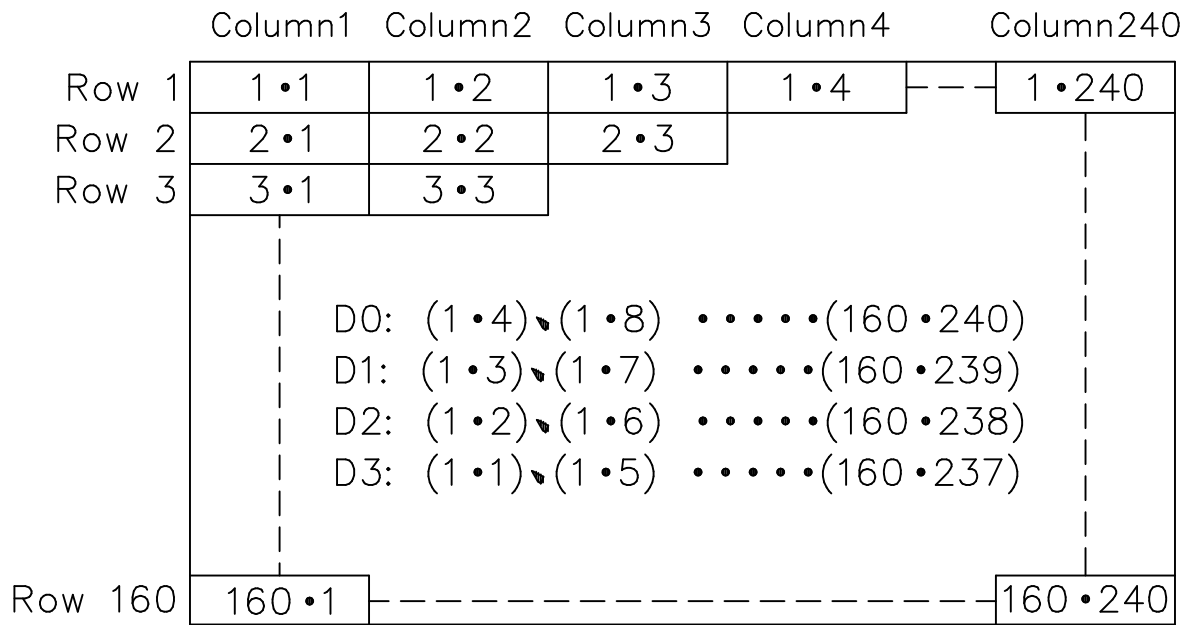 Column1 Column2 Column3 Column4 Column240
Row 1 1•1 1•2 1•3 1•4 1•240
Row 2 2•1 2•2 2•3
Row 3 3•1 3•3
D0: (1•4)、(1•8) •••••(160•240)
D1: (1•3)、(1•7) •••••(160•239)
D2: (1•2)、(1•6) •••••(160•238)
D3: (1•1)、(1•5) •••••(160•237)
Row 160 160•1 160•240